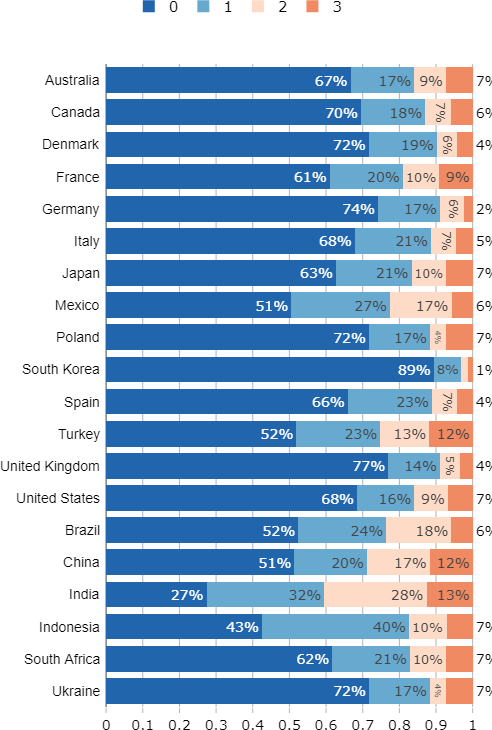 0 1 2 3
Australia 67% 17% 9% 7%
Canada 70% 18% 7% 6%
Denmark 72% 19% 6% 4%
France 61% 20% 10% 9%
Germany 74% 17% 6% 2%
Italy 68% 21% 7% 5%
Japan 63% 21% 10% 7%
Mexico 51% 27% 17% 6%
Poland 72% 17% 4% 7%
South Korea 89% 8% 1%
Spain 66% 23% 7% 4%
Turkey 52% 23% 13% 12%
United Kingdom 77% 14% 5% 4%
United States 68% 16% 9% 7%
Brazil 52% 24% 18% 6%
China 51% 20% 17% 12%
India 27% 32% 28% 13%
Indonesia 43% 40% 10% 7%
South Africa 62% 21% 10% 7%
Ukraine 72% 17% 4% 7%
0 0.1 0.2 0.3 0.4 0.5 0.6 0.7 0.8 0.9 1